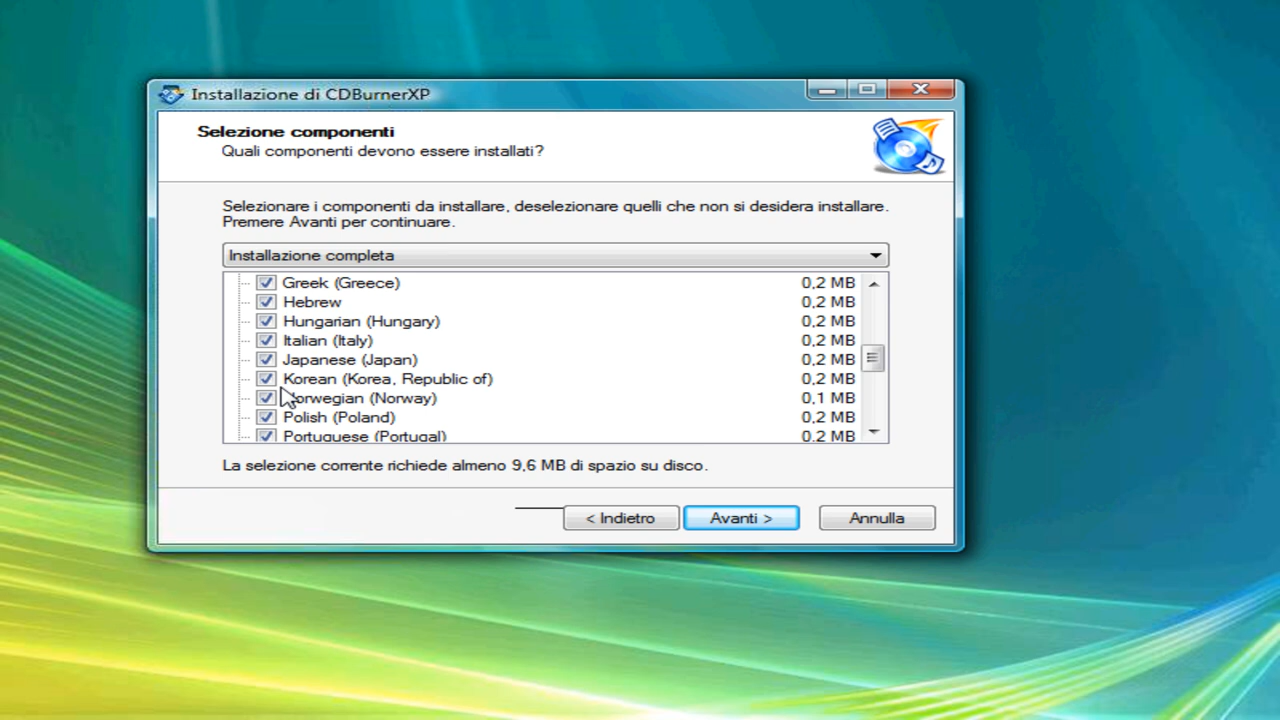 Installazione di CDBurnerXP
Selezione componenti
Quali componenti devono essere installati?
Selezionare i componenti da installare, deselezionare quelli che non si desidera installare.
Premere Avanti per continuare.
Installazione completa
Greek (Greece) 0,2 MB
Hebrew 0,2 MB
Hungarian (Hungary) 0,2 MB
Italian (Italy) 0,2 MB
Japanese (Japan) 0,2 MB
Korean (Korea, Republic of) 0,2 MB
Norwegian (Norway) 0,1 MB
Polish (Poland) 0,2 MB
Portuguese (Portugal) 0,2 MB
La selezione corrente richiede almeno 9,6 MB di spazio su disco.
< Indietro Avanti > Annulla